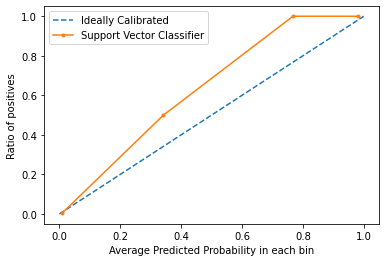 Ideally Calibrated
Support Vector Classifier
Ratio of positives
1.0
0.8
0.6
0.4
0.2
0.0
0.0 0.2 0.4 0.6 0.8 1.0
Average Predicted Probability in each bin